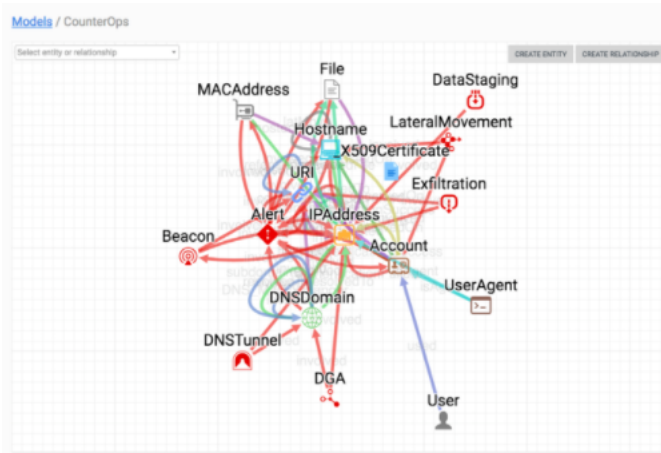 Models / CounterOps
Select entity or relationship
CREATE ENTITY
CREATE RELATIONSHIP
File
DataStaging
MACAddress
LateralMovement
Hostname
X509Certificate
URI
Exfiltration
Alert
IPAddress
Beacon
Account
UserAgent
DNSDomain
DNSTunnel
DGA
User
used